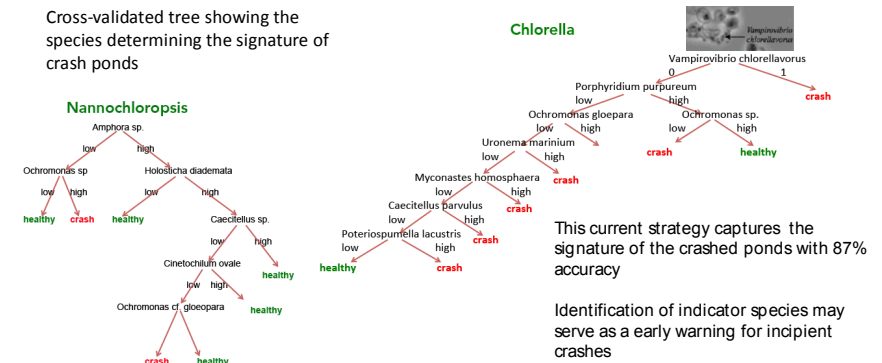 Cross-validated tree showing the
species determining the signature of
crash ponds
Chlorella
Vampirovibrio
chlorellavorus
Vampirovibrio chlorellavorus
0 1
Porphyridium purpureum
crash
low high
Ochromonas gloepara Ochromonas sp.
low high low high
Uronema marinium
crash healthy
low high
Myconastes homosphaera crash
low high
Caecitellus parvulus crash
low high
Poteriospumella lacustris crash
low high
healthy crash
Nannochloropsis
Amphora sp.
low high
Ochromonas sp Holosticha diademata
low high low high
healthy crash healthy Caecitellus sp.
low high
Cinetochilum ovale healthy
low high
Ochromonas cf. gloeopara healthy
crash healthy
This current strategy captures the
signature of the crashed ponds with 87%
accuracy
Identification of indicator species may
serve as a early warning for incipient
crashes